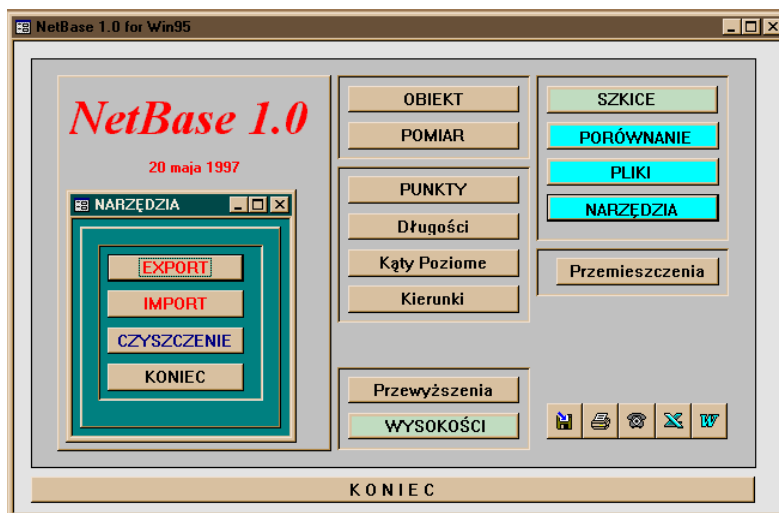 NetBase 1.0 for Win95
NetBase 1.0
20 maja 1997
NARZĘDZIA
EXPORT
IMPORT
CZYSZCZENIE
KONIEC
OBIEKT
POMIAR
PUNKTY
Długości
Kąty Poziome
Kierunki
Przewyższenia
WYSOKOŚCI
SZKICE
PORÓWNANIE
PLIKI
NARZĘDZIA
Przemieszczenia
K O N I E C